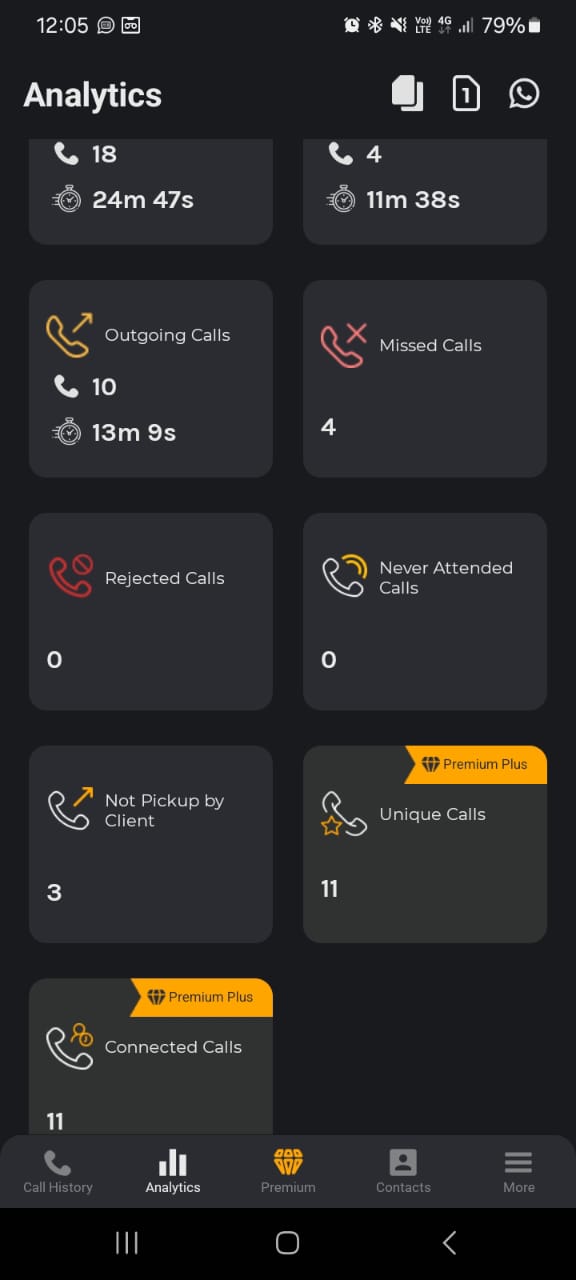 12:05
Vo)) LTE 4G 79%
Analytics
1
18
24m 47s
4
11m 38s
Outgoing Calls
10
13m 9s
Missed Calls
4
Rejected Calls
0
Never Attended
Calls
0
Not Pickup by
Client
3
Premium Plus
Unique Calls
11
Premium Plus
Connected Calls
11
Call History
Analytics
Premium
Contacts
More